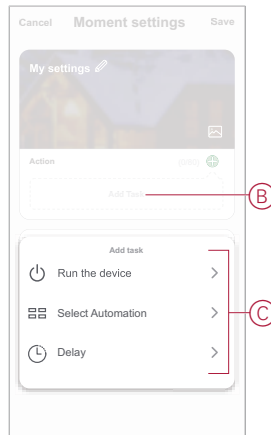 Cancel Moment settings Save
My settings
Action
Add Task
B
Add task
Run the device
Select Automation
C
Delay